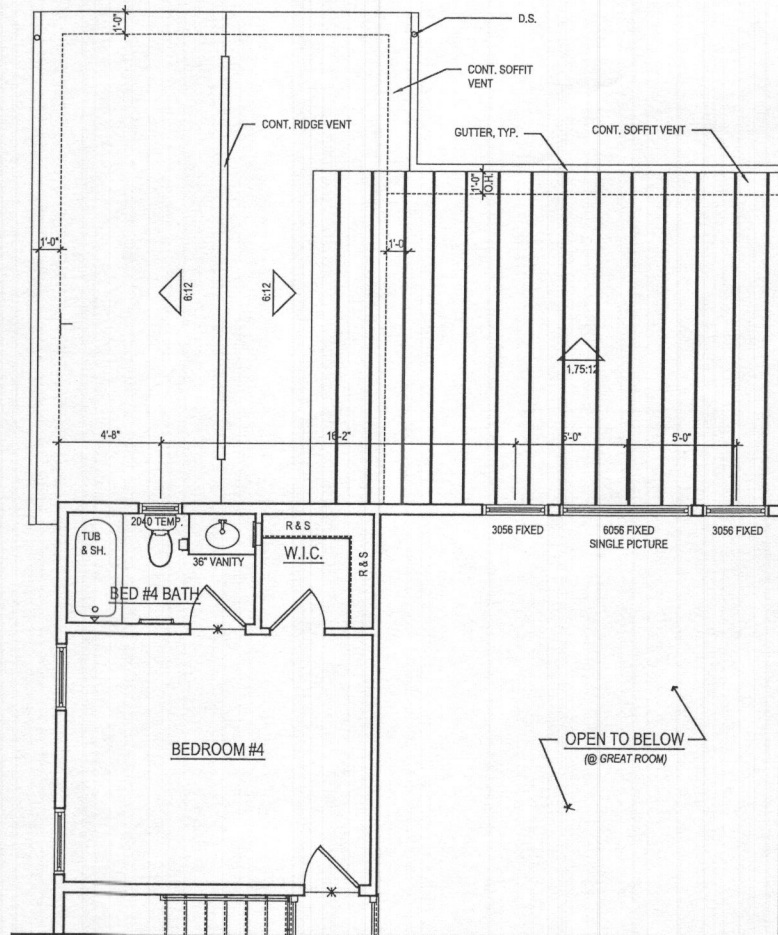 D.S.
1'-0"
CONT. SOFFIT
VENT
CONT. RIDGE VENT
GUTTER, TYP.
CONT. SOFFIT VENT
1'-0"
O.H.
1'-0"
1'-0
6:12
6:12
1.75:12
4'-8"
16'-2"
5'-0"
5'-0"
2040 TEMP.
TUB
& SH.
36" VANITY
R & S
W.I.C.
R & S
3056 FIXED
6056 FIXED
SINGLE PICTURE
3056 FIXED
BED #4 BATH
BEDROOM #4
OPEN TO BELOW
(@ GREAT ROOM)